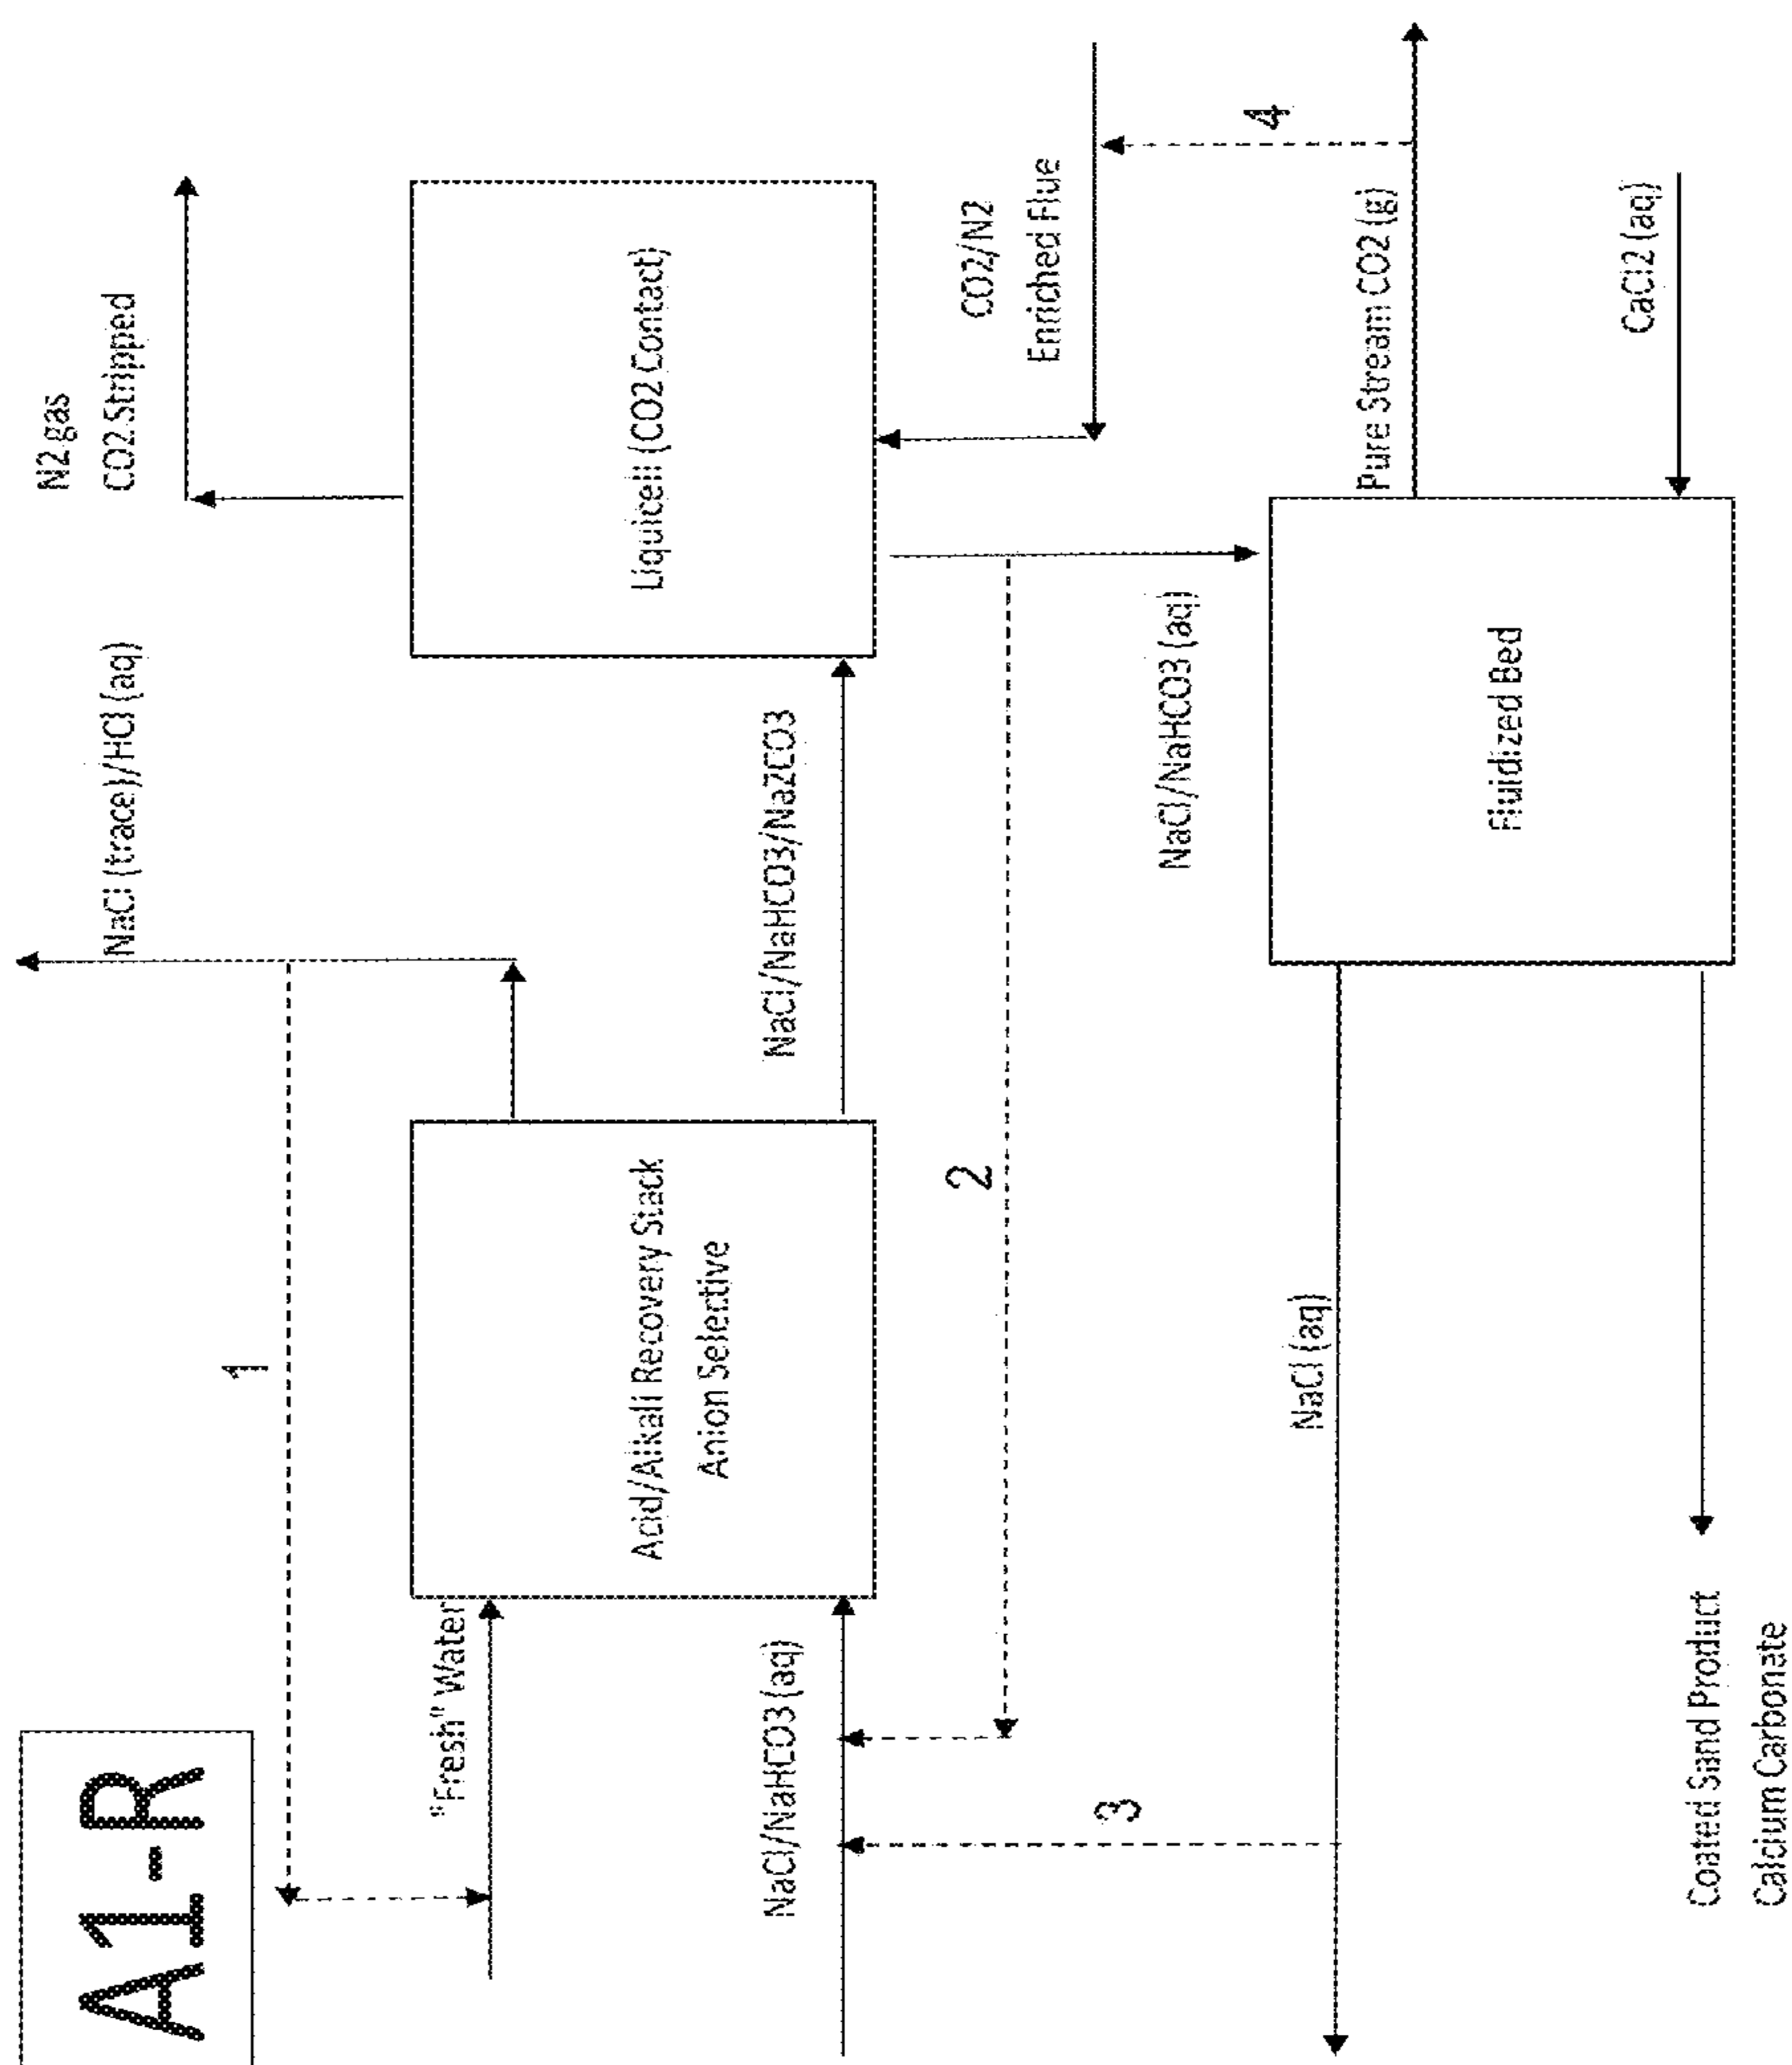 A1-R
1
"Fresh" Water
NaCl/NaHCO3 (aq)
Acid/Alkali Recovery Stack
Anion Selective
NaCl (trace)/HCl (aq)
NaCl/NaHCO3/Na2CO3
N2 gas
CO2 Stripped
Liquicell (CO2 Contact)
2
3
CO2/N2
Enriched Flue
4
NaCl/NaHCO3 (aq)
NaCl (aq)
Fluidized Bed
Pure Stream CO2 (g)
CaCl2 (aq)
Coated Sand Product
Calcium Carbonate